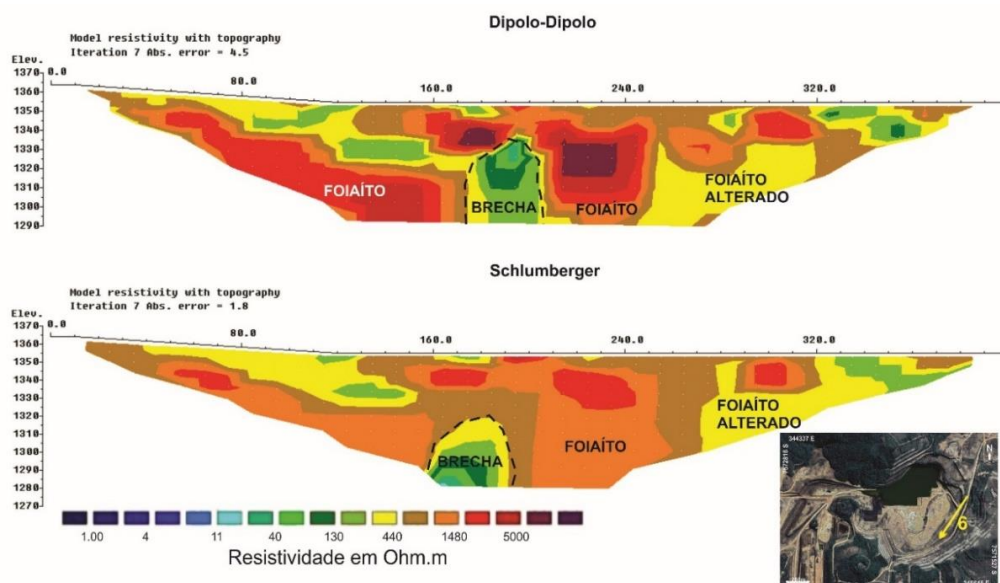 Dipolo-Dipolo
Model resistivity with topography
Iteration 7 Abs. error = 4.5
Elev.
1370
1360
1350
1340
1330
1320
1310
1300
1290
0.0
80.0
160.0
240.0
320.0
FOIAÍTO
BRECHA
FOIAÍTO
FOIAÍTO
ALTERADO
Schlumberger
Model resistivity with topography
Iteration 7 Abs. error = 1.8
Elev.
1370
1360
1350
1340
1330
1320
1310
1300
1290
1280
1270
0.0
80.0
160.0
240.0
320.0
BRECHA
FOIAÍTO
FOIAÍTO
ALTERADO
1.00 4 11 40 130 440 1480 5000
Resistividade em Ohm.m
344337 E
N
6